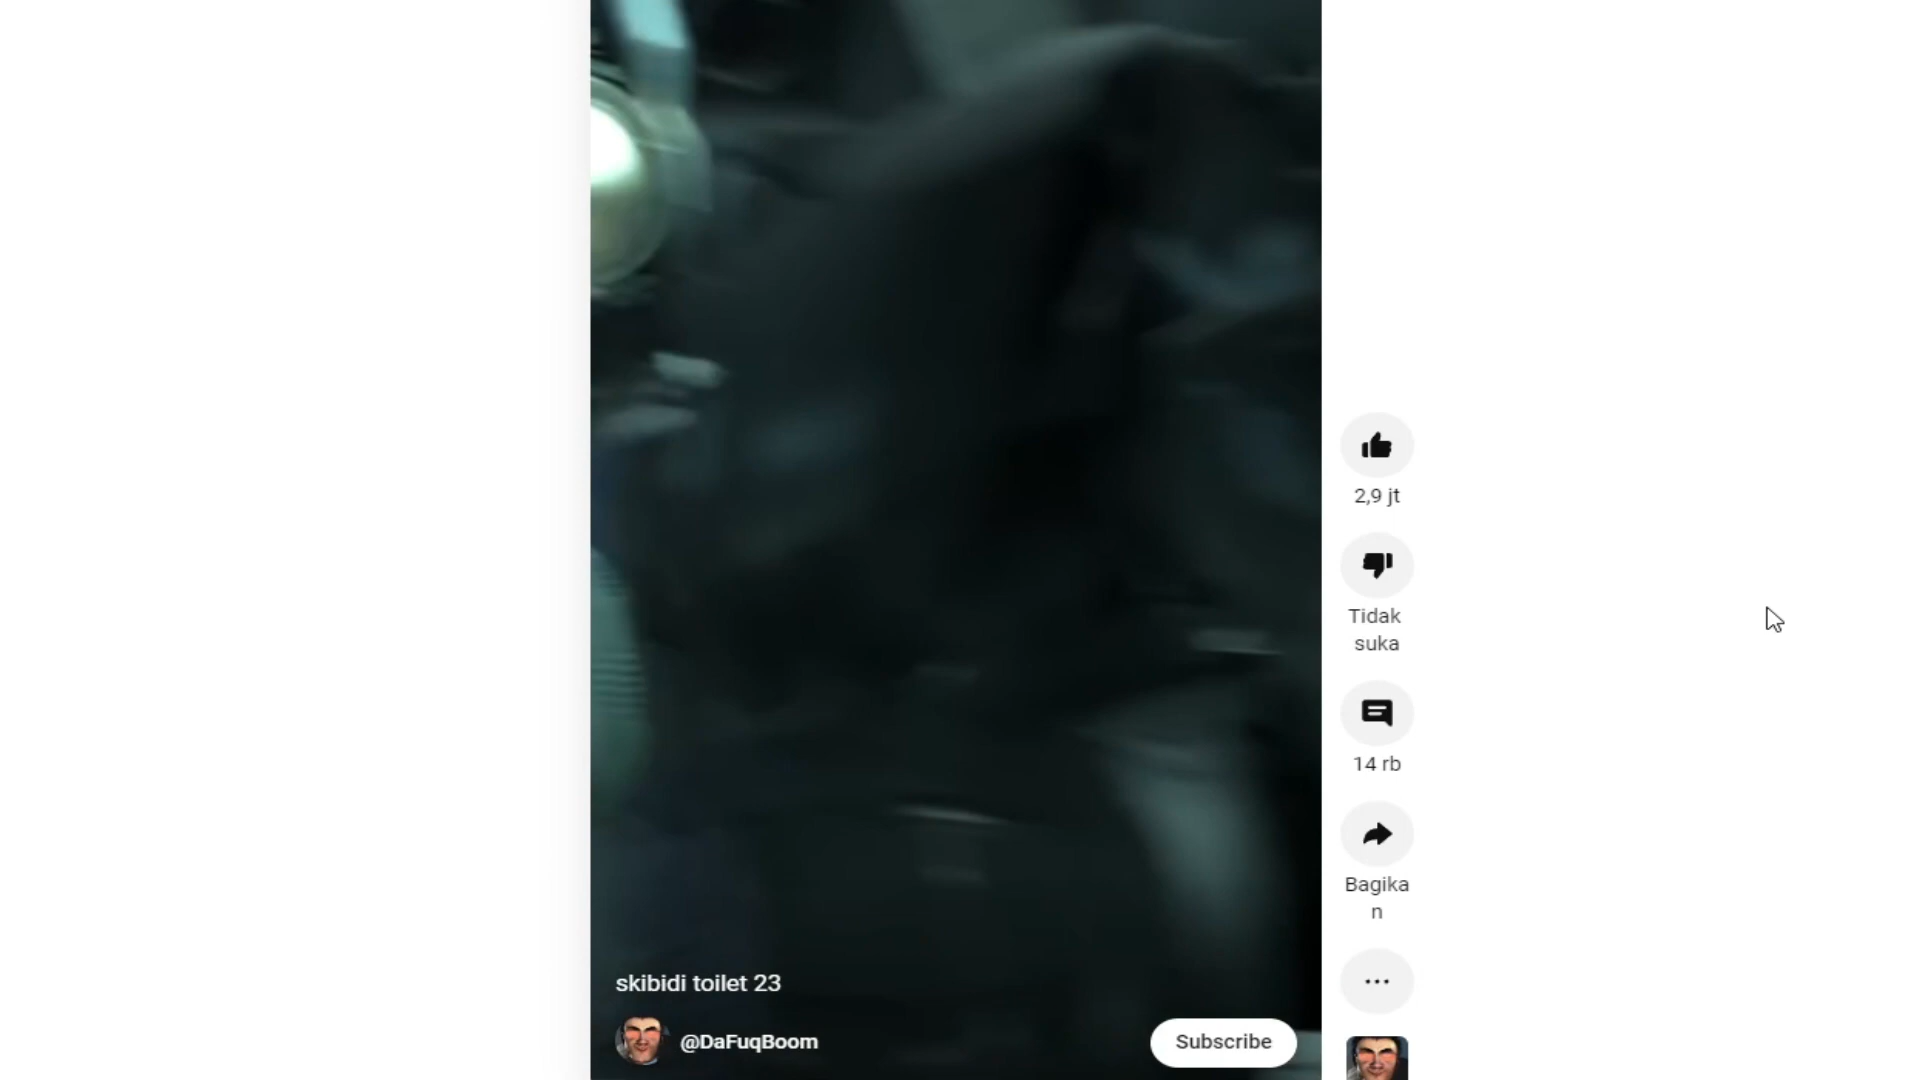 2,9 jt
Tidak
suka
14 rb
Bagika
n
skibidi toilet 23
@DaFuqBoom
Subscribe